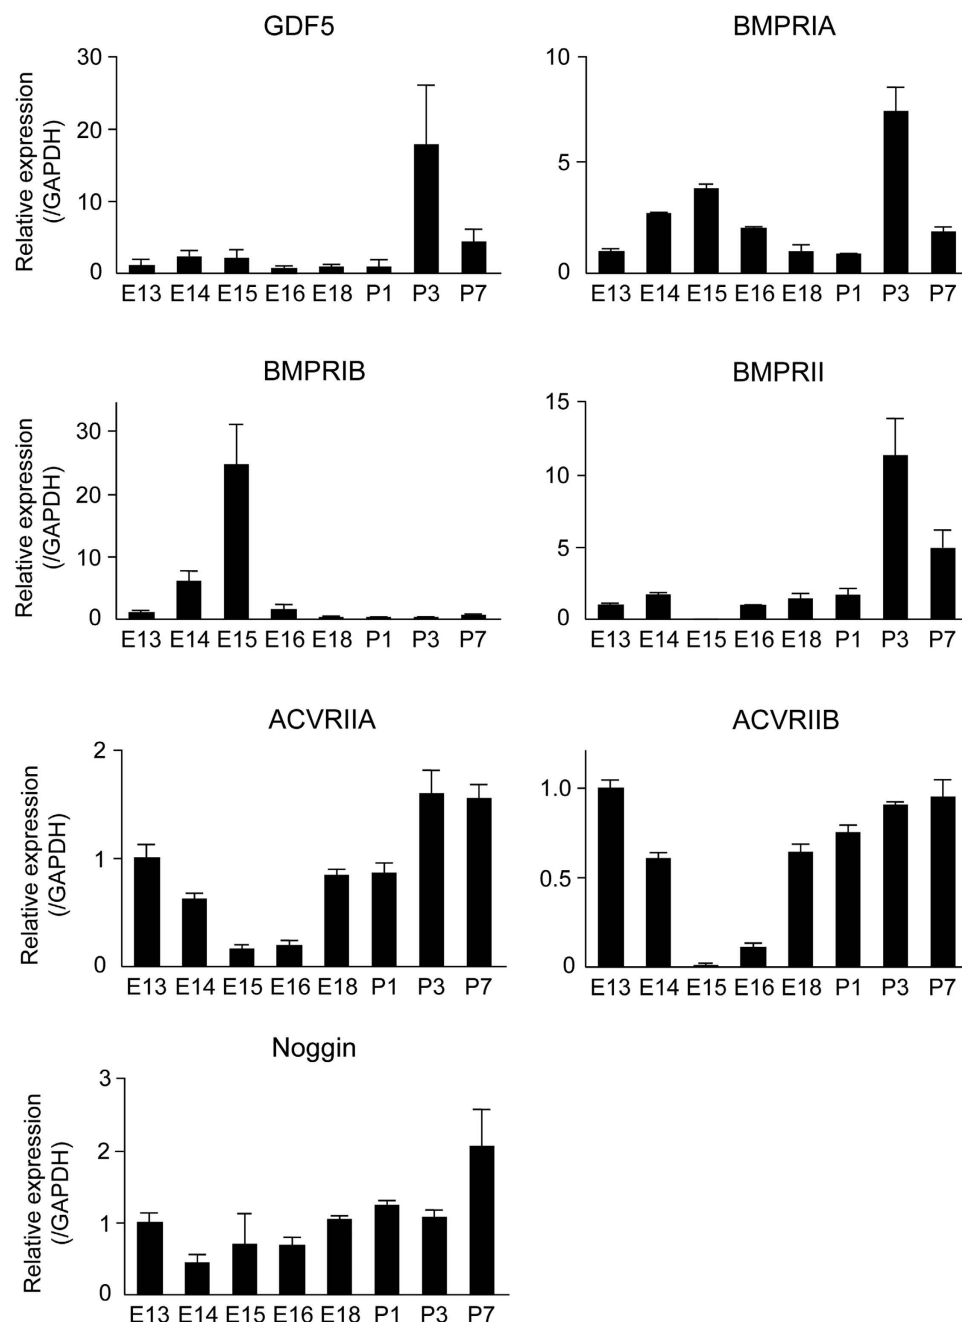 GDF5
Relative expression
(/GAPDH)
30
20
10
0
E13 E14 E15 E16 E18 P1 P3 P7
BMPRIA
10
5
0
E13 E14 E15 E16 E18 P1 P3 P7
BMPRIB
Relative expression
(/GAPDH)
30
20
10
0
E13 E14 E15 E16 E18 P1 P3 P7
BMPRII
15
10
5
0
E13 E14 E15 E16 E18 P1 P3 P7
ACVRIIA
Relative expression
(/GAPDH)
2
1
0
E13 E14 E15 E16 E18 P1 P3 P7
ACVRIIB
1.0
0.5
0
E13 E14 E15 E16 E18 P1 P3 P7
Noggin
Relative expression
(/GAPDH)
3
2
1
0
E13 E14 E15 E16 E18 P1 P3 P7